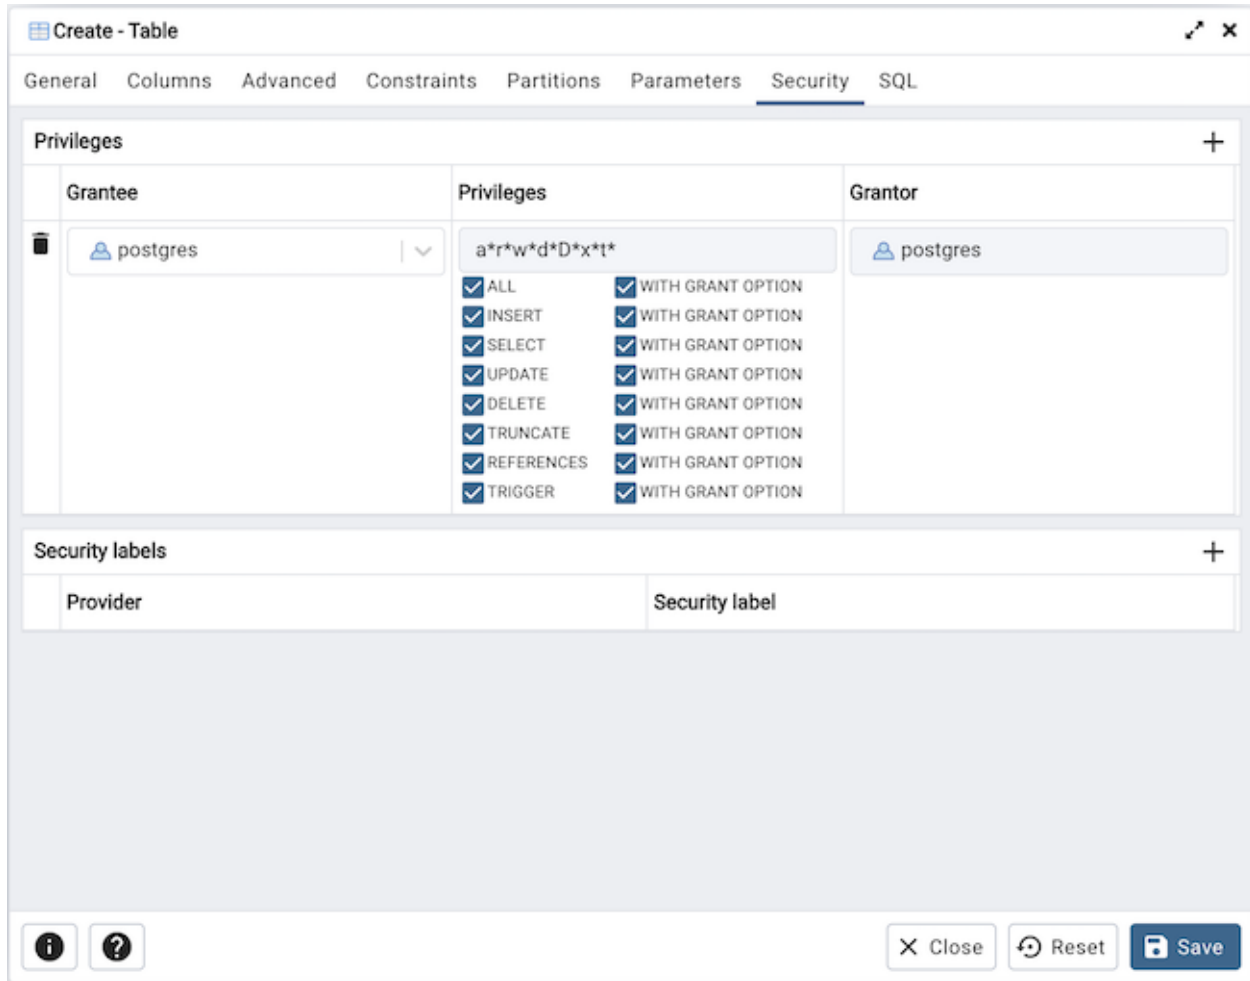 Create - Table
General Columns Advanced Constraints Partitions Parameters Security SQL
Privileges
Grantee Privileges Grantor
postgres a*r*w*d*D*x*t* postgres
ALL WITH GRANT OPTION
INSERT WITH GRANT OPTION
SELECT WITH GRANT OPTION
UPDATE WITH GRANT OPTION
DELETE WITH GRANT OPTION
TRUNCATE WITH GRANT OPTION
REFERENCES WITH GRANT OPTION
TRIGGER WITH GRANT OPTION
Security labels
Provider Security label
Close Reset Save